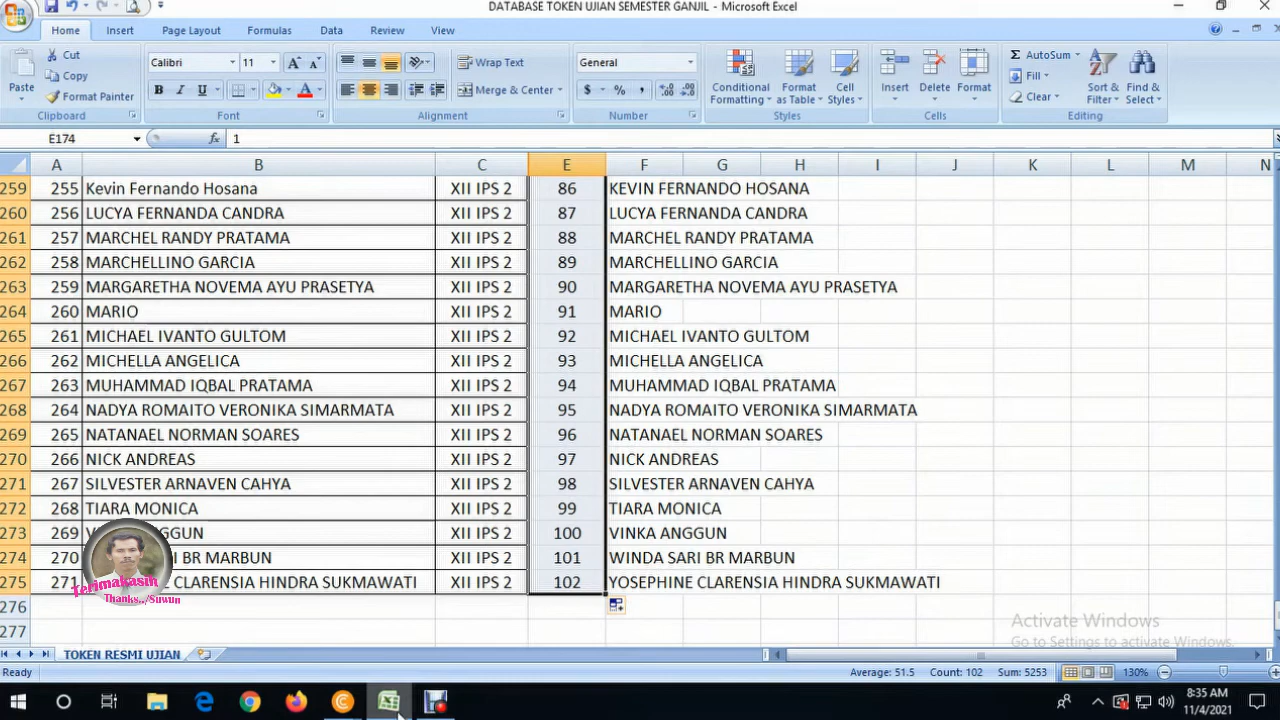 DATABASE TOKEN UJIAN SEMESTER GANJIL - Microsoft Excel
Home Insert Page Layout Formulas Data Review View
Paste Cut Copy Format Painter Clipboard
Calibri 11 A A B I U A Font
Wrap Text Merge & Center Alignment
General $ % , Number
Conditional Formatting Format as Table Cell Styles Styles
Insert Delete Format Cells
Σ AutoSum Fill Clear Sort & Filter Find & Select Editing
E174 fx 1
A B C E F G H I J K L M N
259 255 Kevin Fernando Hosana XII IPS 2 86 KEVIN FERNANDO HOSANA
260 256 LUCYA FERNANDA CANDRA XII IPS 2 87 LUCYA FERNANDA CANDRA
261 257 MARCHEL RANDY PRATAMA XII IPS 2 88 MARCHEL RANDY PRATAMA
262 258 MARCHELLINO GARCIA XII IPS 2 89 MARCHELLINO GARCIA
263 259 MARGARETHA NOVEMA AYU PRASETYA XII IPS 2 90 MARGARETHA NOVEMA AYU PRASETYA
264 260 MARIO XII IPS 2 91 MARIO
265 261 MICHAEL IVANTO GULTOM XII IPS 2 92 MICHAEL IVANTO GULTOM
266 262 MICHELLA ANGELICA XII IPS 2 93 MICHELLA ANGELICA
267 263 MUHAMMAD IQBAL PRATAMA XII IPS 2 94 MUHAMMAD IQBAL PRATAMA
268 264 NADYA ROMAITO VERONIKA SIMARMATA XII IPS 2 95 NADYA ROMAITO VERONIKA SIMARMATA
269 265 NATANAEL NORMAN SOARES XII IPS 2 96 NATANAEL NORMAN SOARES
270 266 NICK ANDREAS XII IPS 2 97 NICK ANDREAS
271 267 SILVESTER ARNAVEN CAHYA XII IPS 2 98 SILVESTER ARNAVEN CAHYA
272 268 TIARA MONICA XII IPS 2 99 TIARA MONICA
273 269 XII IPS 2 100 VINKA ANGGUN
274 270 BR MARBUN XII IPS 2 101 WINDA SARI BR MARBUN
275 271 CLARENSIA HINDRA SUKMAWATI XII IPS 2 102 YOSEPHINE CLARENSIA HINDRA SUKMAWATI
Terimakasih
Thanks../Suwun
276
277
Activate Windows
Go to Settings to activate Windows.
TOKEN RESMI UJIAN
Ready Average: 51.5 Count: 102 Sum: 5253 130%
8:35 AM
11/4/2021